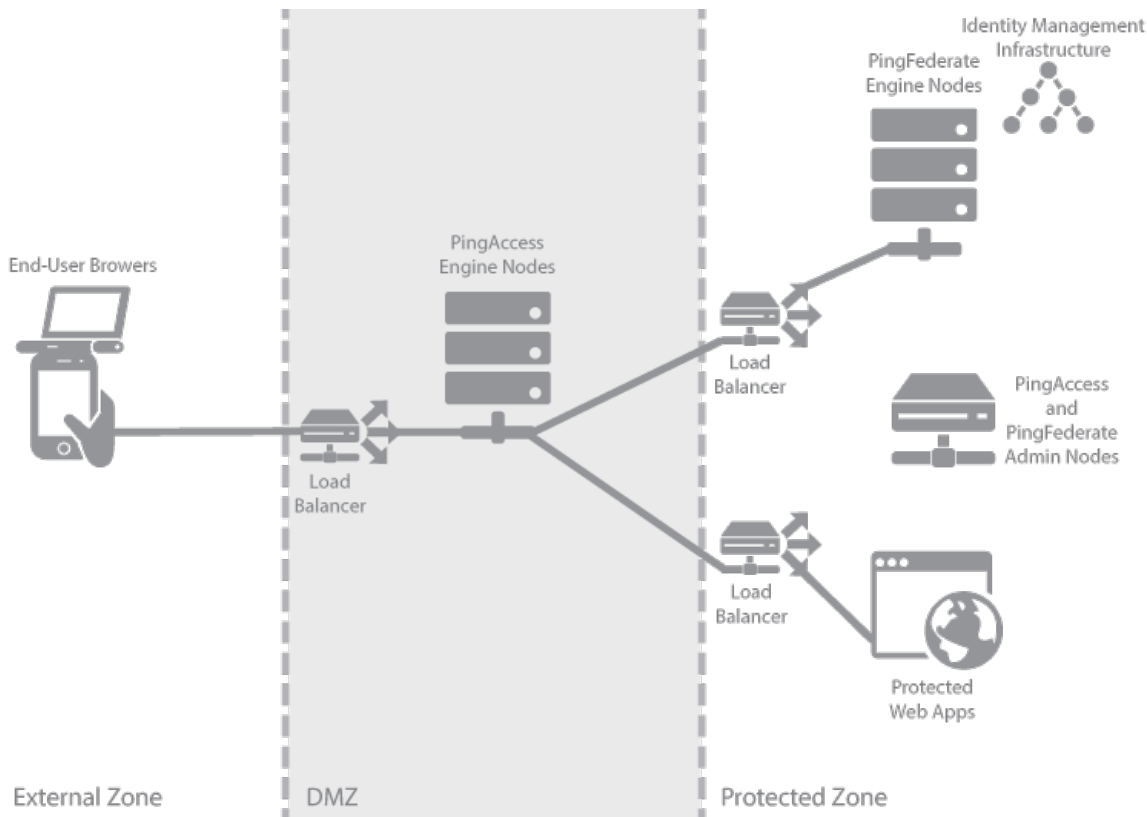 Identity Management
Infrastructure
PingFederate
Engine Nodes
PingAccess
Engine Nodes
End-User Browers
Load
Balancer
PingAccess
and
PingFederate
Admin Nodes
Load
Balancer
Load
Balancer
Protected
Web Apps
External Zone
DMZ
Protected Zone